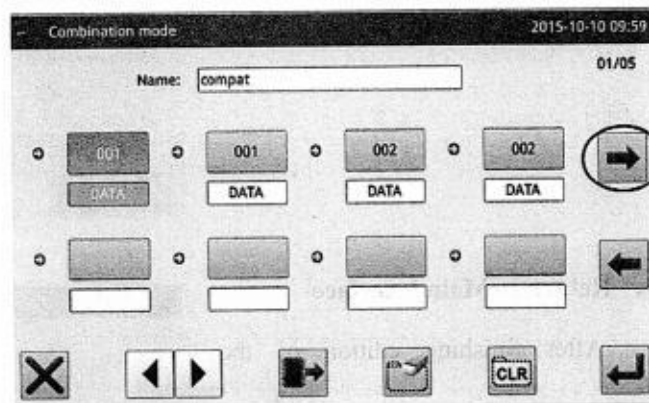 Combination mode 2015-10-10 09:59
01/05
Name: compat
001 001 002 002
DATA DATA DATA DATA
CLR